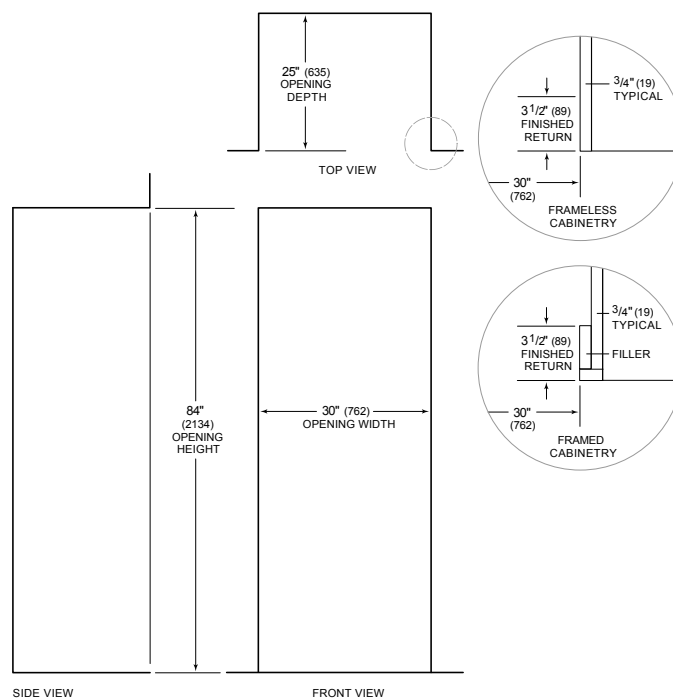 25" (635)
OPENING
DEPTH
TOP VIEW
3/4" (19)
TYPICAL
3 1/2" (89)
FINISHED
RETURN
30"
(762)
FRAMELESS
CABINETRY
3/4" (19)
TYPICAL
3 1/2" (89)
FINISHED
RETURN
FILLER
30"
(762)
FRAMED
CABINETRY
84"
(2134)
OPENING
HEIGHT
30" (762)
OPENING WIDTH
SIDE VIEW
FRONT VIEW